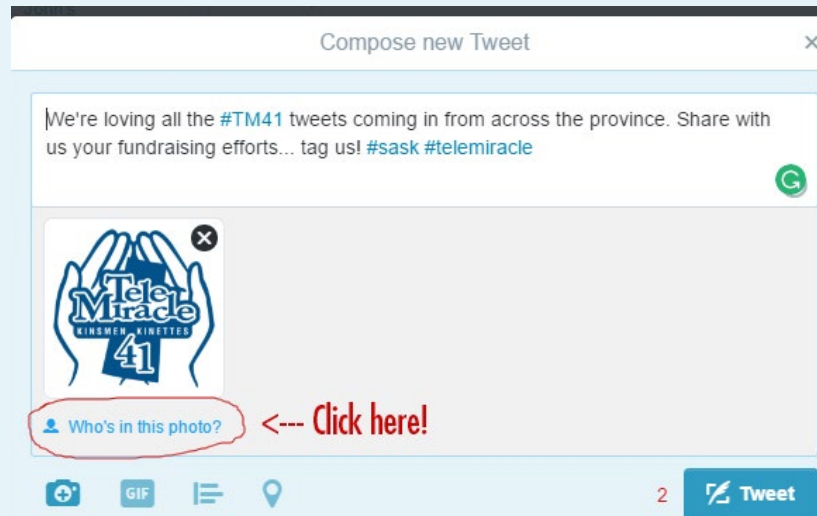 Compose new Tweet
×
We're loving all the #TM41 tweets coming in from across the province. Share with
us your fundraising efforts... tag us! #sask #telemiracle
Tele
Miracle
KINSMEN KINETTES
41
Who's in this photo? <--- Click here!
GIF 2 Tweet